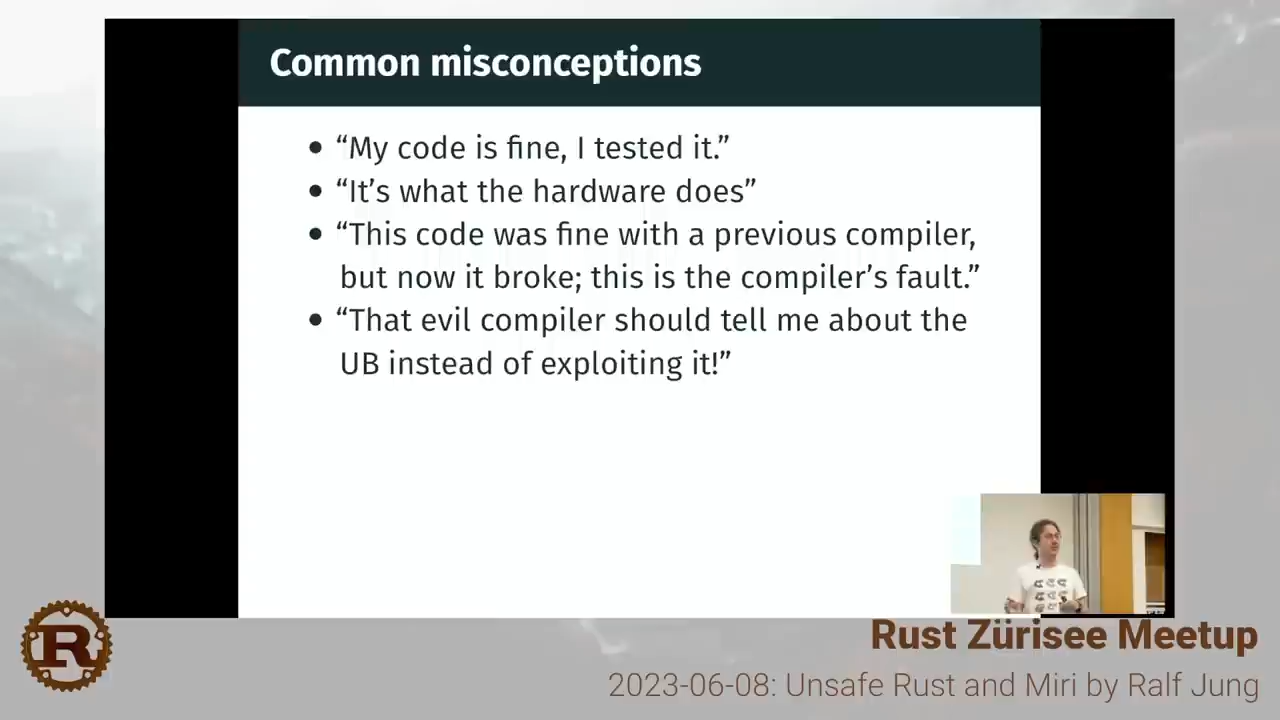 Common misconceptions
• “My code is fine, I tested it.”
• “It’s what the hardware does”
• “This code was fine with a previous compiler,
but now it broke; this is the compiler’s fault.”
• “That evil compiler should tell me about the
UB instead of exploiting it!”
R
Rust Zürisee Meetup
2023-06-08: Unsafe Rust and Miri by Ralf Jung